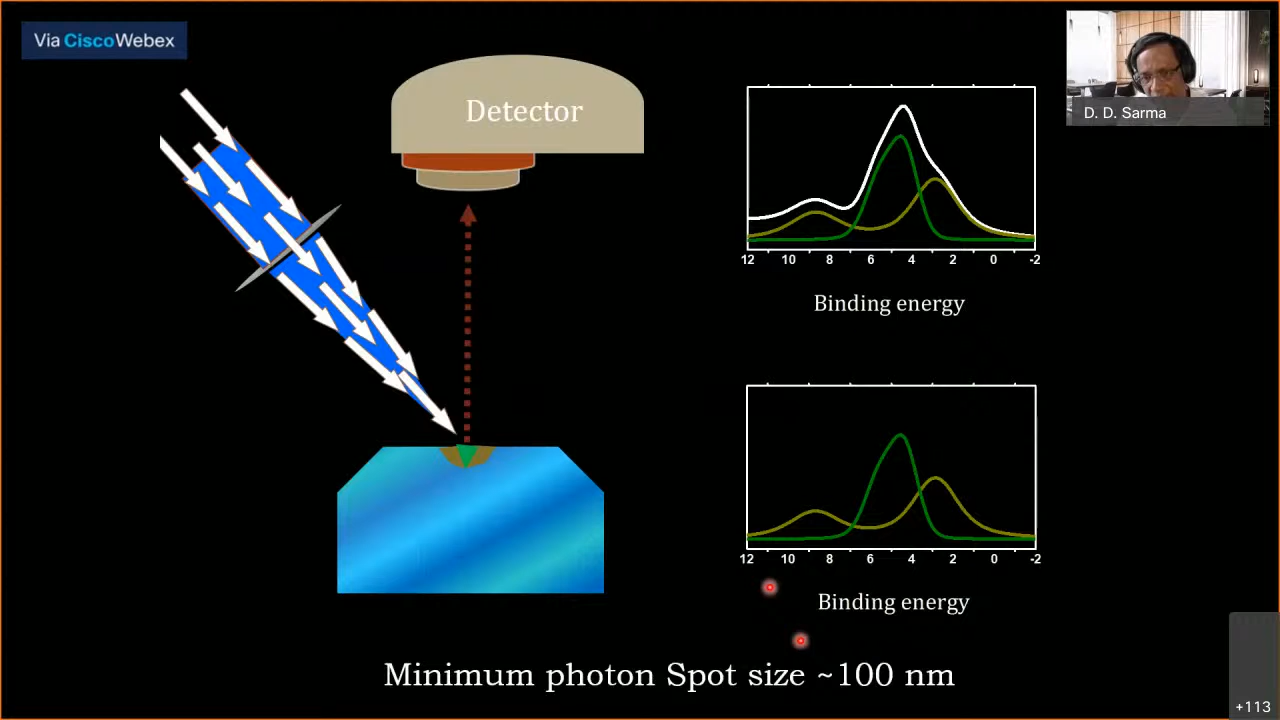 Via CiscoWebex
Detector
D. D. Sarma
12 10 8 6 4 2 0 -2
Binding energy
12 10 8 6 4 2 0 -2
Binding energy
Minimum photon Spot size ~100 nm
+113